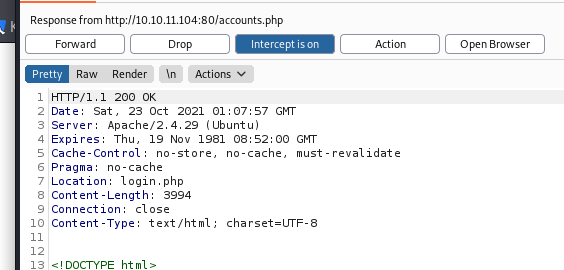 Response from http://10.10.11.104:80/accounts.php
Forward Drop Intercept is on Action Open Browser
Pretty Raw Render \n Actions
1 HTTP/1.1 200 OK
2 Date: Sat, 23 Oct 2021 01:07:57 GMT
3 Server: Apache/2.4.29 (Ubuntu)
4 Expires: Thu, 19 Nov 1981 08:52:00 GMT
5 Cache-Control: no-store, no-cache, must-revalidate
6 Pragma: no-cache
7 Location: login.php
8 Content-Length: 3994
9 Connection: close
10 Content-Type: text/html; charset=UTF-8
11
12
13 <!DOCTYPE html>